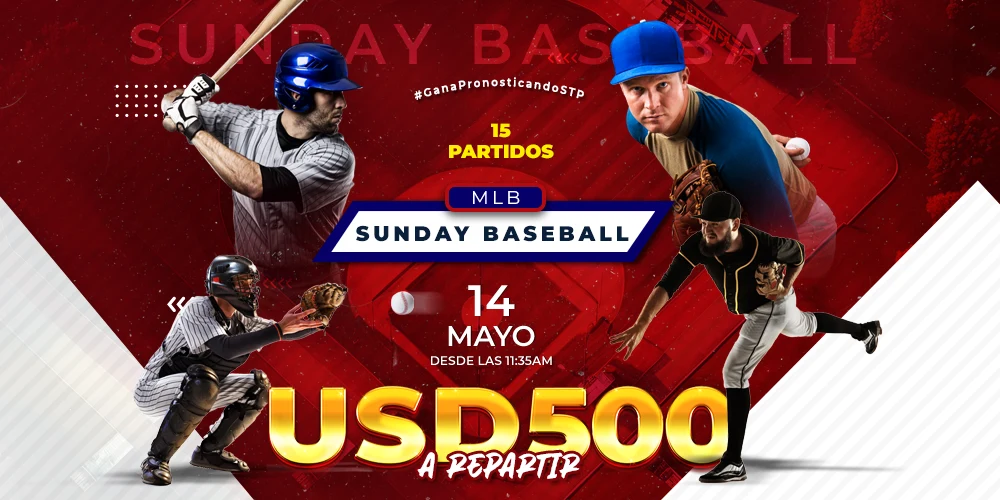 SUNDAY BASEBALL
#GanaPronosticandoSTP
15
PARTIDOS
MLB
SUNDAY BASEBALL
14
MAYO
DESDE LAS 11:35AM
USD500
A REPARTIR